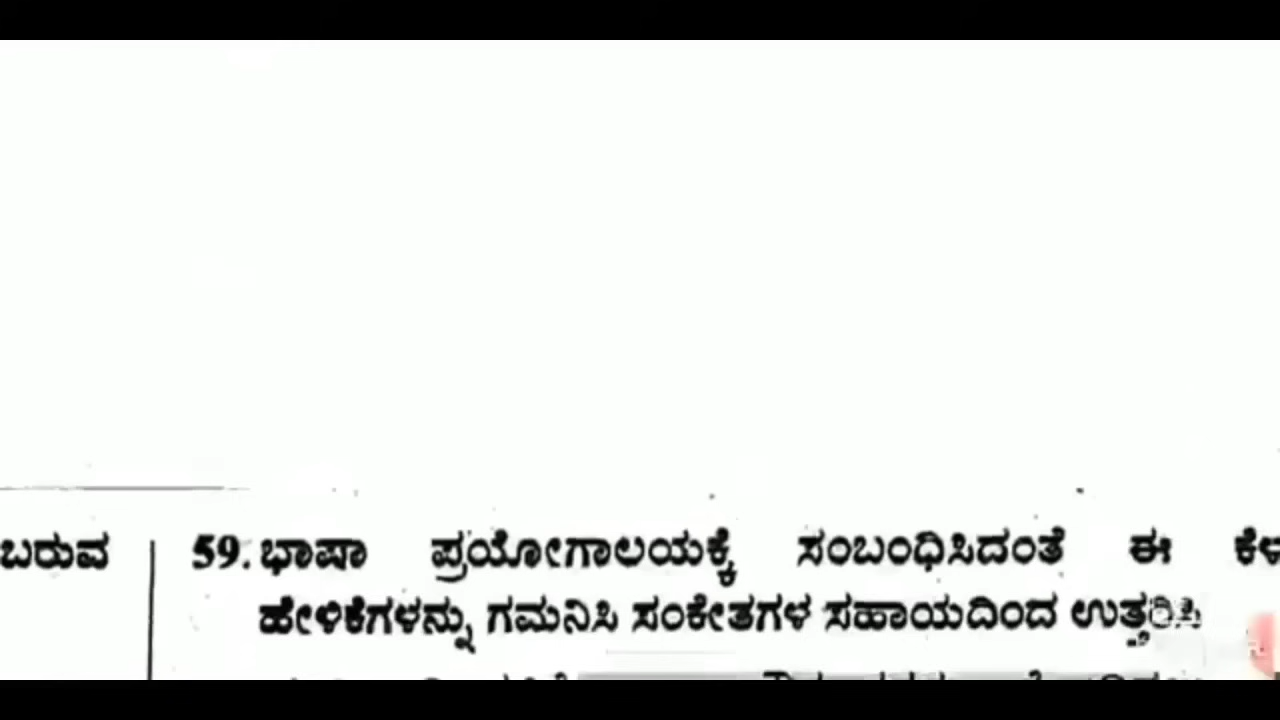 ಬರುವ
59. ಭಾಷಾ ಪ್ರಯೋಗಾಲಯಕ್ಕೆ ಸಂಬಂಧಿಸಿದಂತೆ ಈ
ಹೇಳಿಕೆಗಳನ್ನು ಗಮನಿಸಿ ಸಂಕೇತಗಳ ಸಹಾಯದಿಂದ ಉತ್ತರಿಸಿ